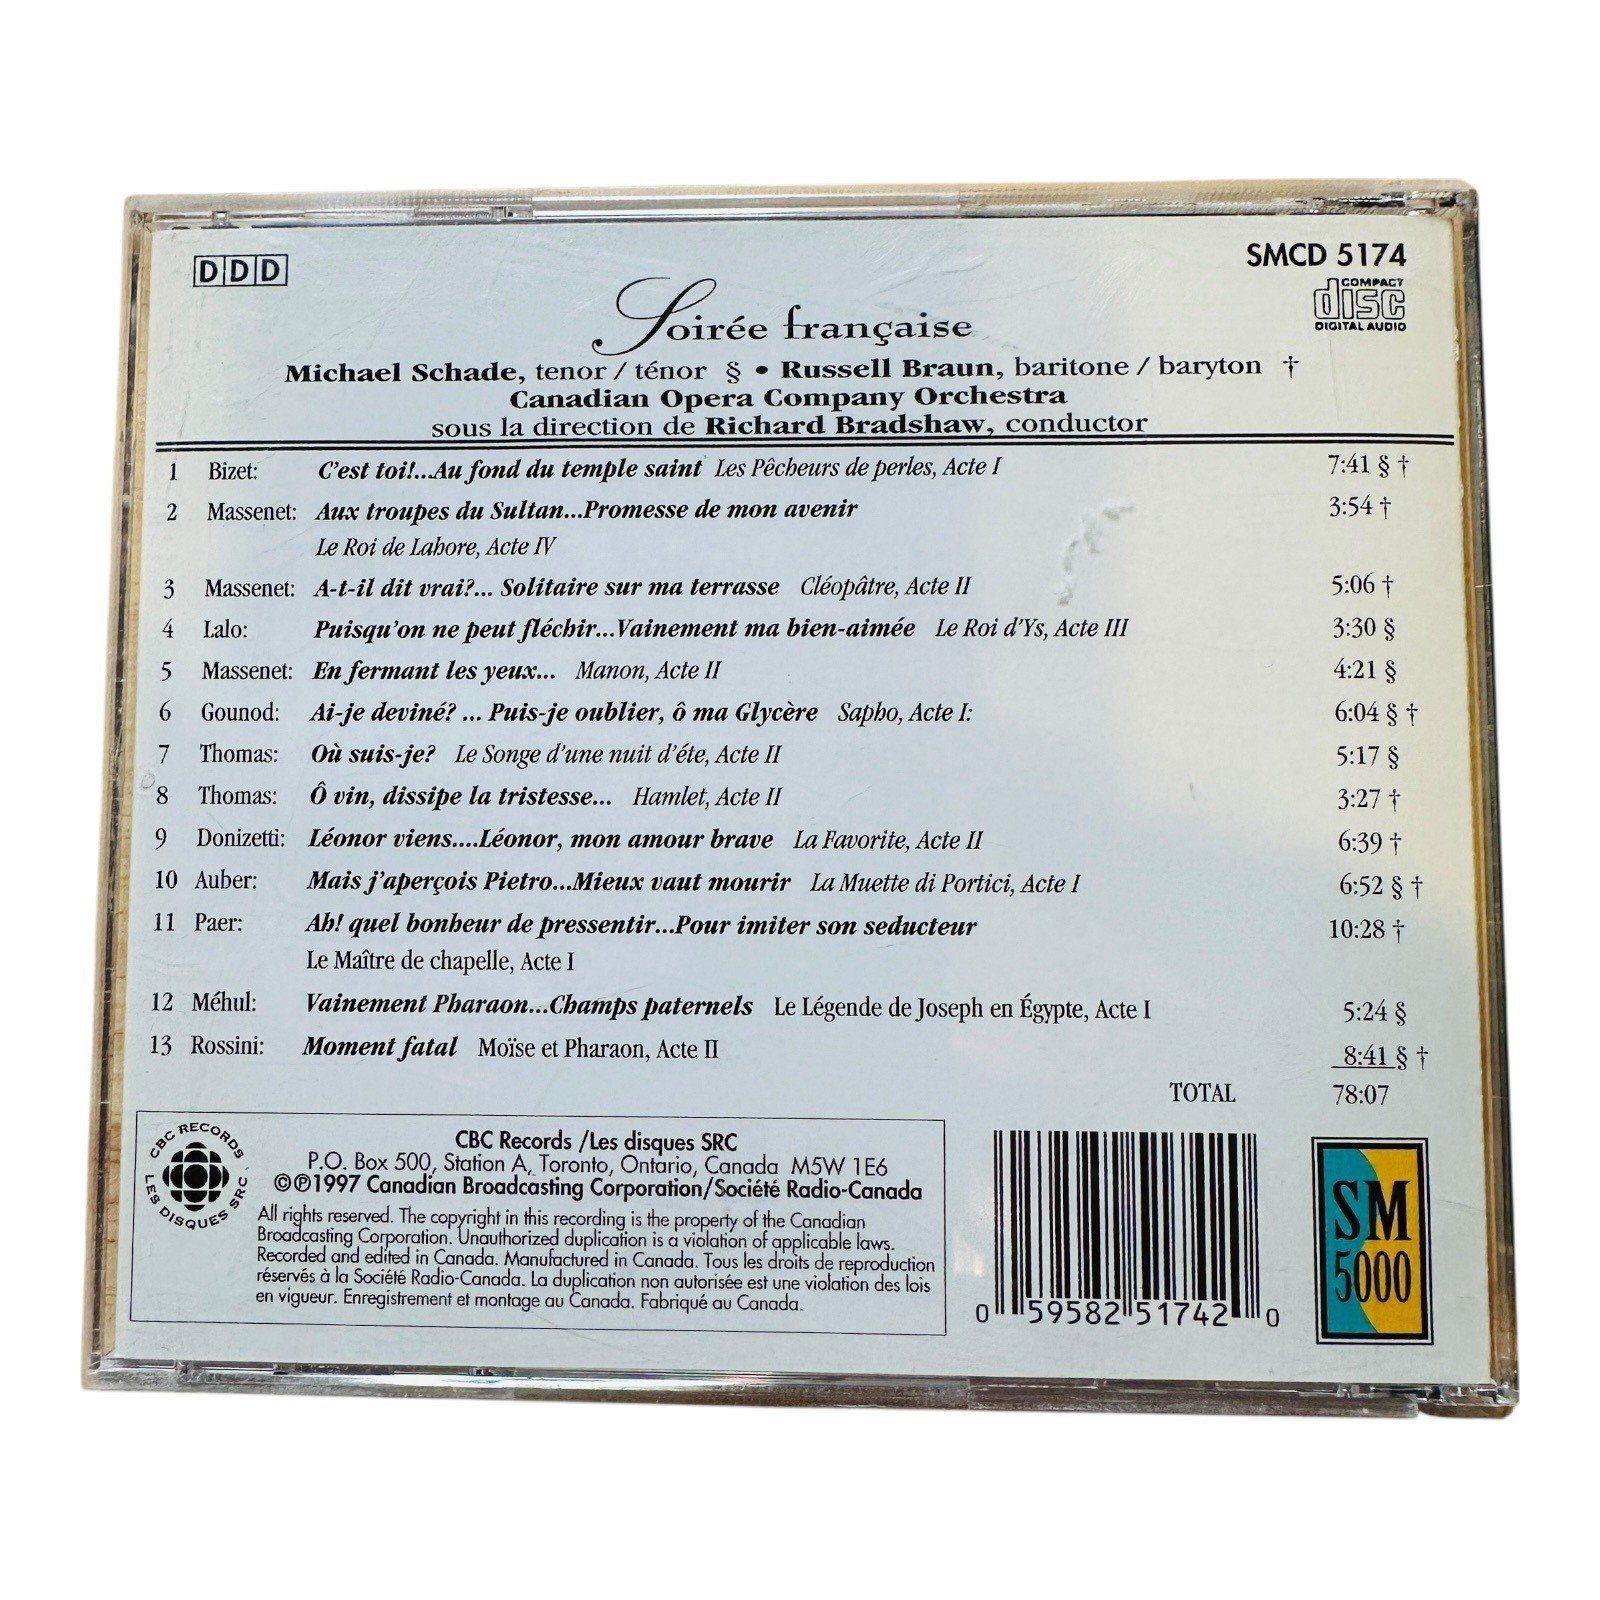 DDD
SMCD 5174
COMPACT
disc
DIGITAL AUDIO
Soirée française
Michael Schade, tenor / ténor § • Russell Braun, baritone / baryton †
Canadian Opera Company Orchestra
sous la direction de Richard Bradshaw, conductor
1 Bizet: C'est toi!...Au fond du temple saint Les Pêcheurs de perles, Acte I 7:41 § †
2 Massenet: Aux troupes du Sultan...Promesse de mon avenir 3:54 †
Le Roi de Lahore, Acte IV
3 Massenet: A-t-il dit vrai?... Solitaire sur ma terrasse Cléopâtre, Acte II 5:06 †
4 Lalo: Puisqu'on ne peut fléchir...Vainement ma bien-aimée Le Roi d'Ys, Acte III 3:30 §
5 Massenet: En fermant les yeux... Manon, Acte II 4:21 §
6 Gounod: Ai-je deviné? ... Puis-je oublier, ô ma Glycère Sapho, Acte I: 6:04 § †
7 Thomas: Où suis-je? Le Songe d'une nuit d'éte, Acte II 5:17 §
8 Thomas: Ô vin, dissipe la tristesse... Hamlet, Acte II 3:27 †
9 Donizetti: Léonor viens....Léonor, mon amour brave La Favorite, Acte II 6:39 †
10 Auber: Mais j'aperçois Pietro...Mieux vaut mourir La Muette di Portici, Acte I 6:52 § †
11 Paer: Ah! quel bonheur de pressentir...Pour imiter son seducteur 10:28 †
Le Maître de chapelle, Acte I
12 Méhul: Vainement Pharaon...Champs paternels Le Légende de Joseph en Égypte, Acte I 5:24 §
13 Rossini: Moment fatal Moïse et Pharaon, Acte II 8:41 § †
TOTAL 78:07
CBC RECORDS
LES DISQUES SRC
CBC Records /Les disques SRC
P.O. Box 500, Station A, Toronto, Ontario, Canada M5W 1E6
©℗1997 Canadian Broadcasting Corporation/Société Radio-Canada
All rights reserved. The copyright in this recording is the property of the Canadian
Broadcasting Corporation. Unauthorized duplication is a violation of applicable laws.
Recorded and edited in Canada. Manufactured in Canada. Tous les droits de reproduction
réservés à la Société Radio-Canada. La duplication non autorisée est une violation des lois
en vigueur. Enregistrement et montage au Canada. Fabriqué au Canada.
0 59582 51742 0
SM
5000